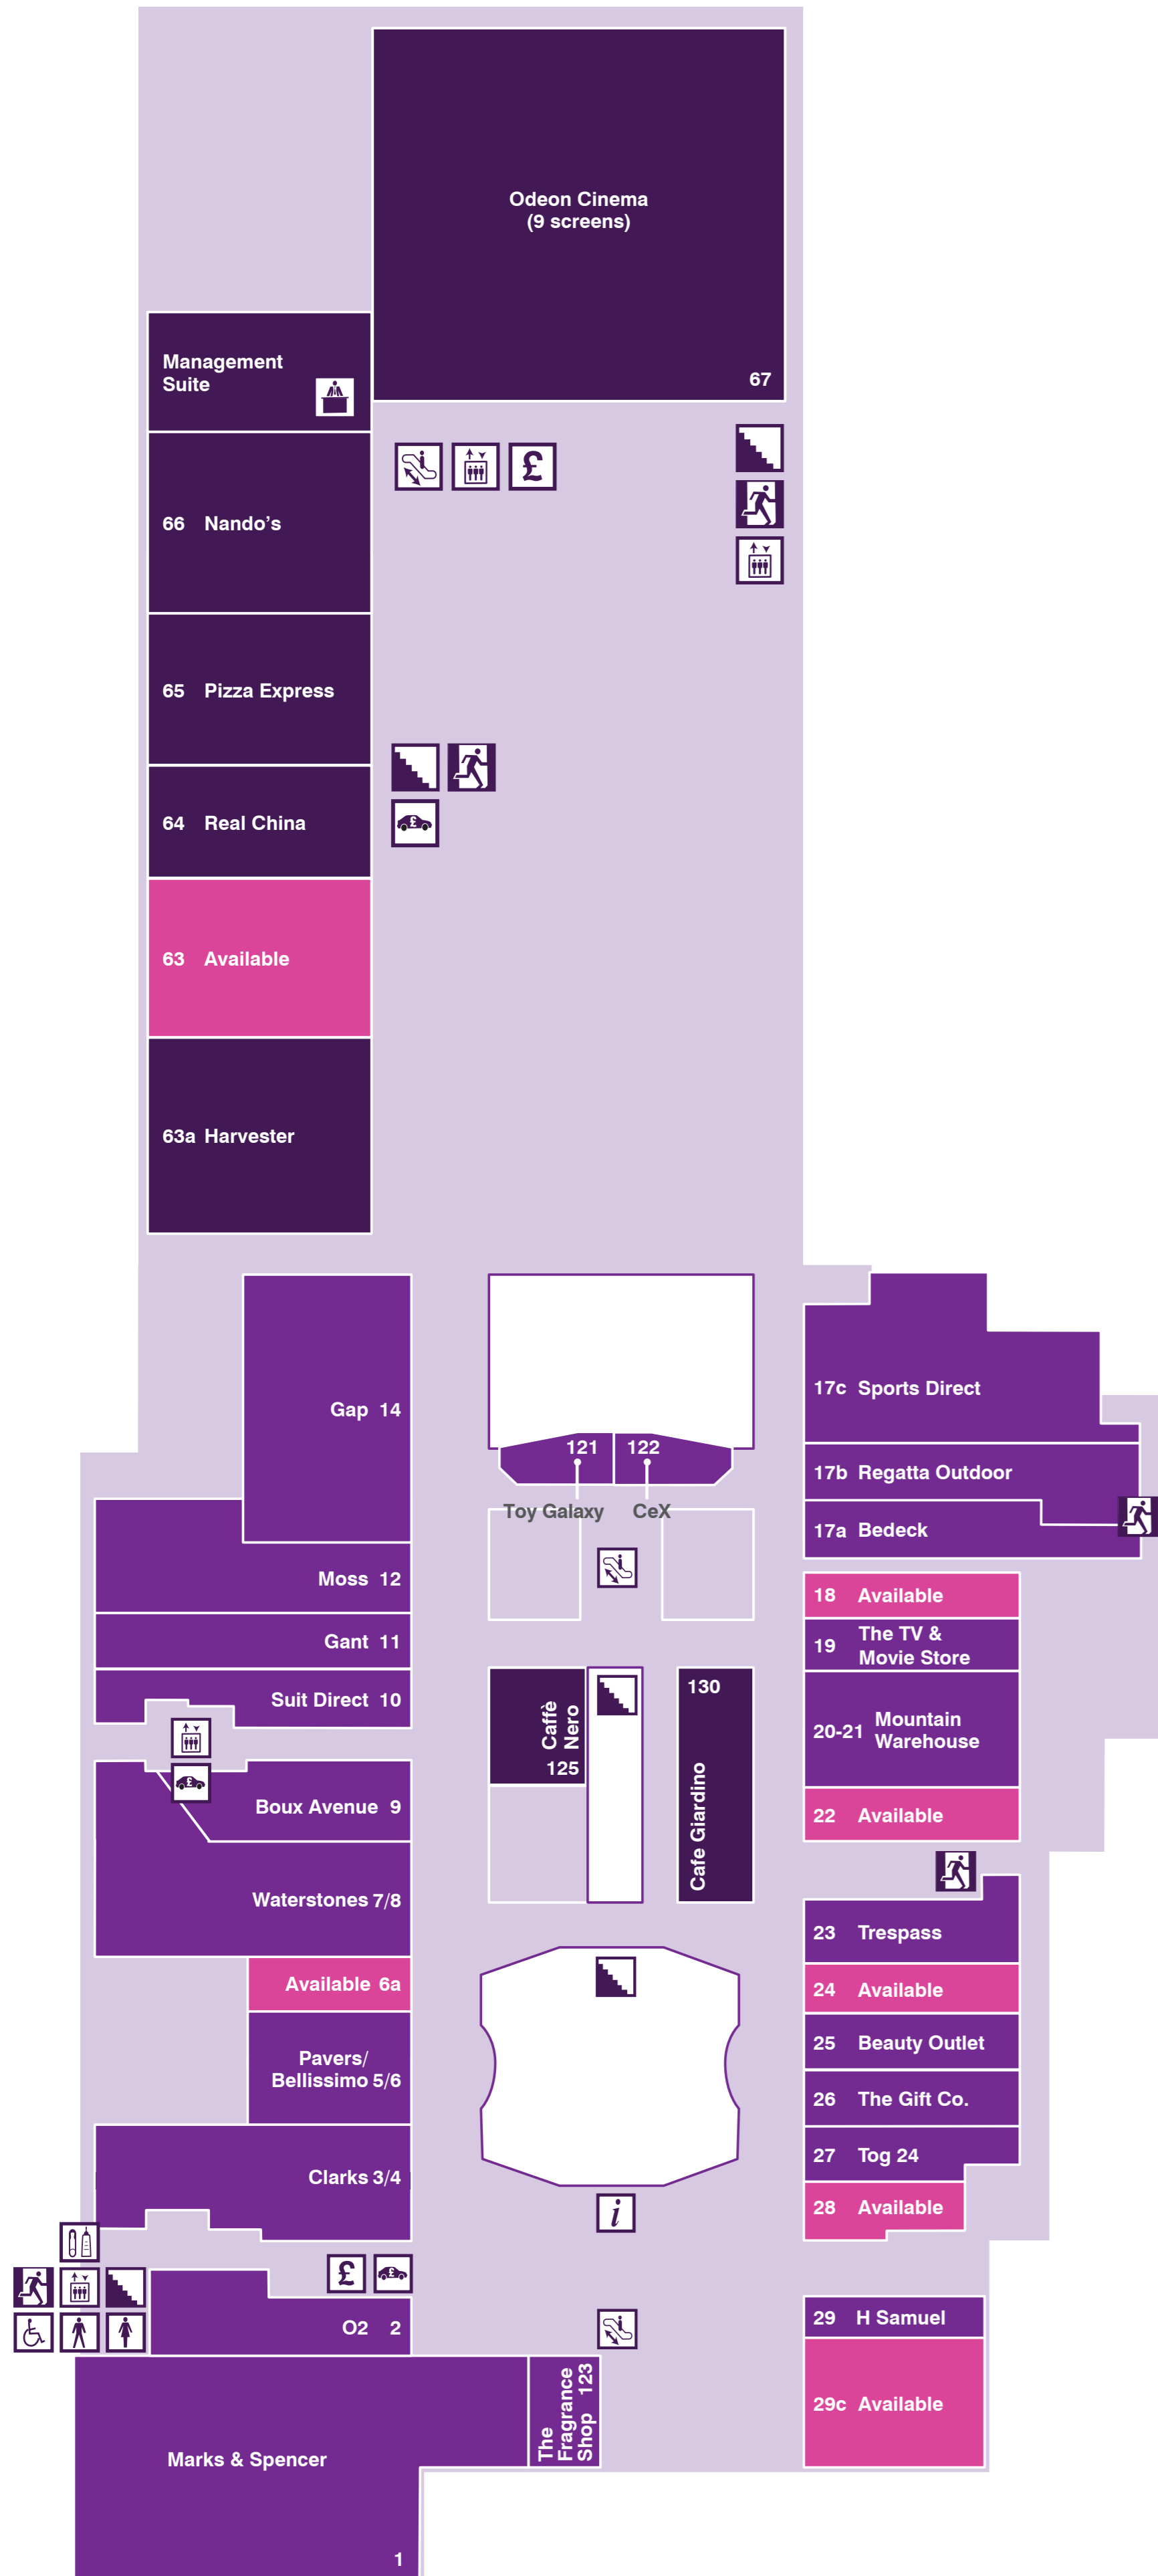 Odeon Cinema
(9 screens)
67
Management
Suite
£
66 Nando’s
65 Pizza Express
64 Real China
£
63 Available
63a Harvester
Gap 14
121 122
Toy Galaxy CeX
17c Sports Direct
17b Regatta Outdoor
17a Bedeck
Moss 12
Gant 11
Suit Direct 10
18 Available
19 The TV &
Movie Store
20-21 Mountain
Warehouse
22 Available
Caffè
Nero
125
130
Cafe Giardino
£
Boux Avenue 9
Waterstones 7/8
Available 6a
Pavers/
Bellissimo 5/6
Clarks 3/4
23 Trespass
24 Available
25 Beauty Outlet
26 The Gift Co.
27 Tog 24
28 Available
i
£
£
O2 2
29 H Samuel
29c Available
The
Fragrance
Shop 123
Marks & Spencer
1